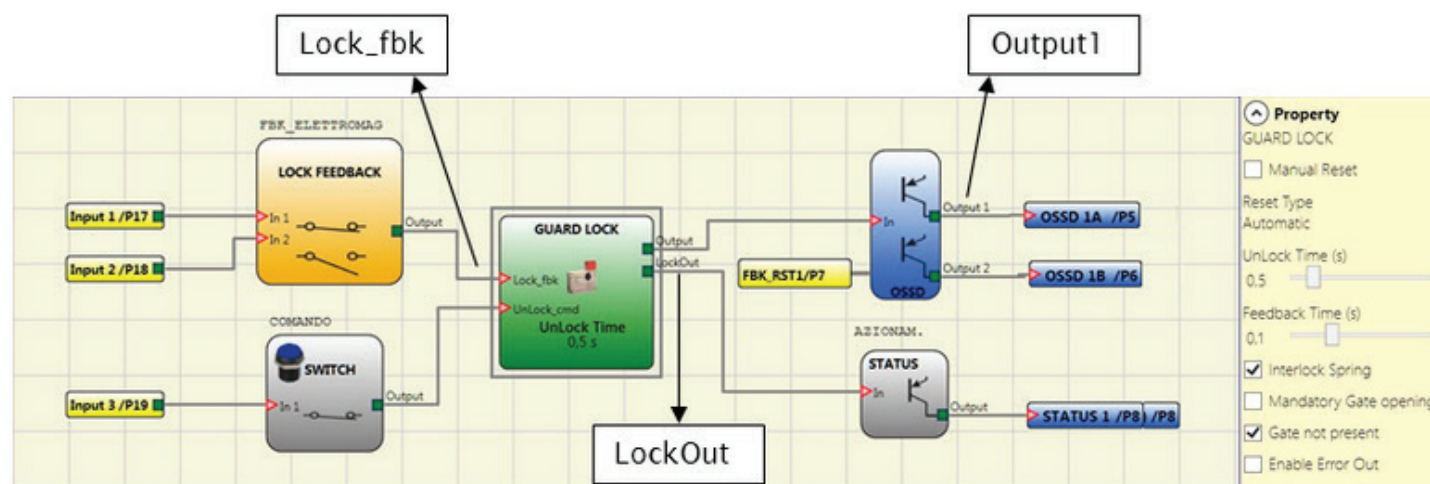 Lock_fbk
Output1
FBK_ELETTROMAG
LOCK FEEDBACK
Input 1 /P17
In 1
In 2
Output
Input 2 /P18
GUARD LOCK
Output
LockOut
Lock_fbk
UnLock_cmd
UnLock Time
0,5 s
In
Output 1
OSSD 1A /P5
FBK_RST1/P7
Output 2
OSSD 1B /P6
OSSD
COMANDO
SWITCH
Input 3 /P19
In 1
Output
AZIONAM.
STATUS
In
Output
STATUS 1 /P8) /P8
LockOut
Property
GUARD LOCK
Manual Reset
Reset Type
Automatic
UnLock Time (s)
0.5
Feedback Time (s)
0.1
Interlock Spring
Mandatory Gate opening
Gate not present
Enable Error Out